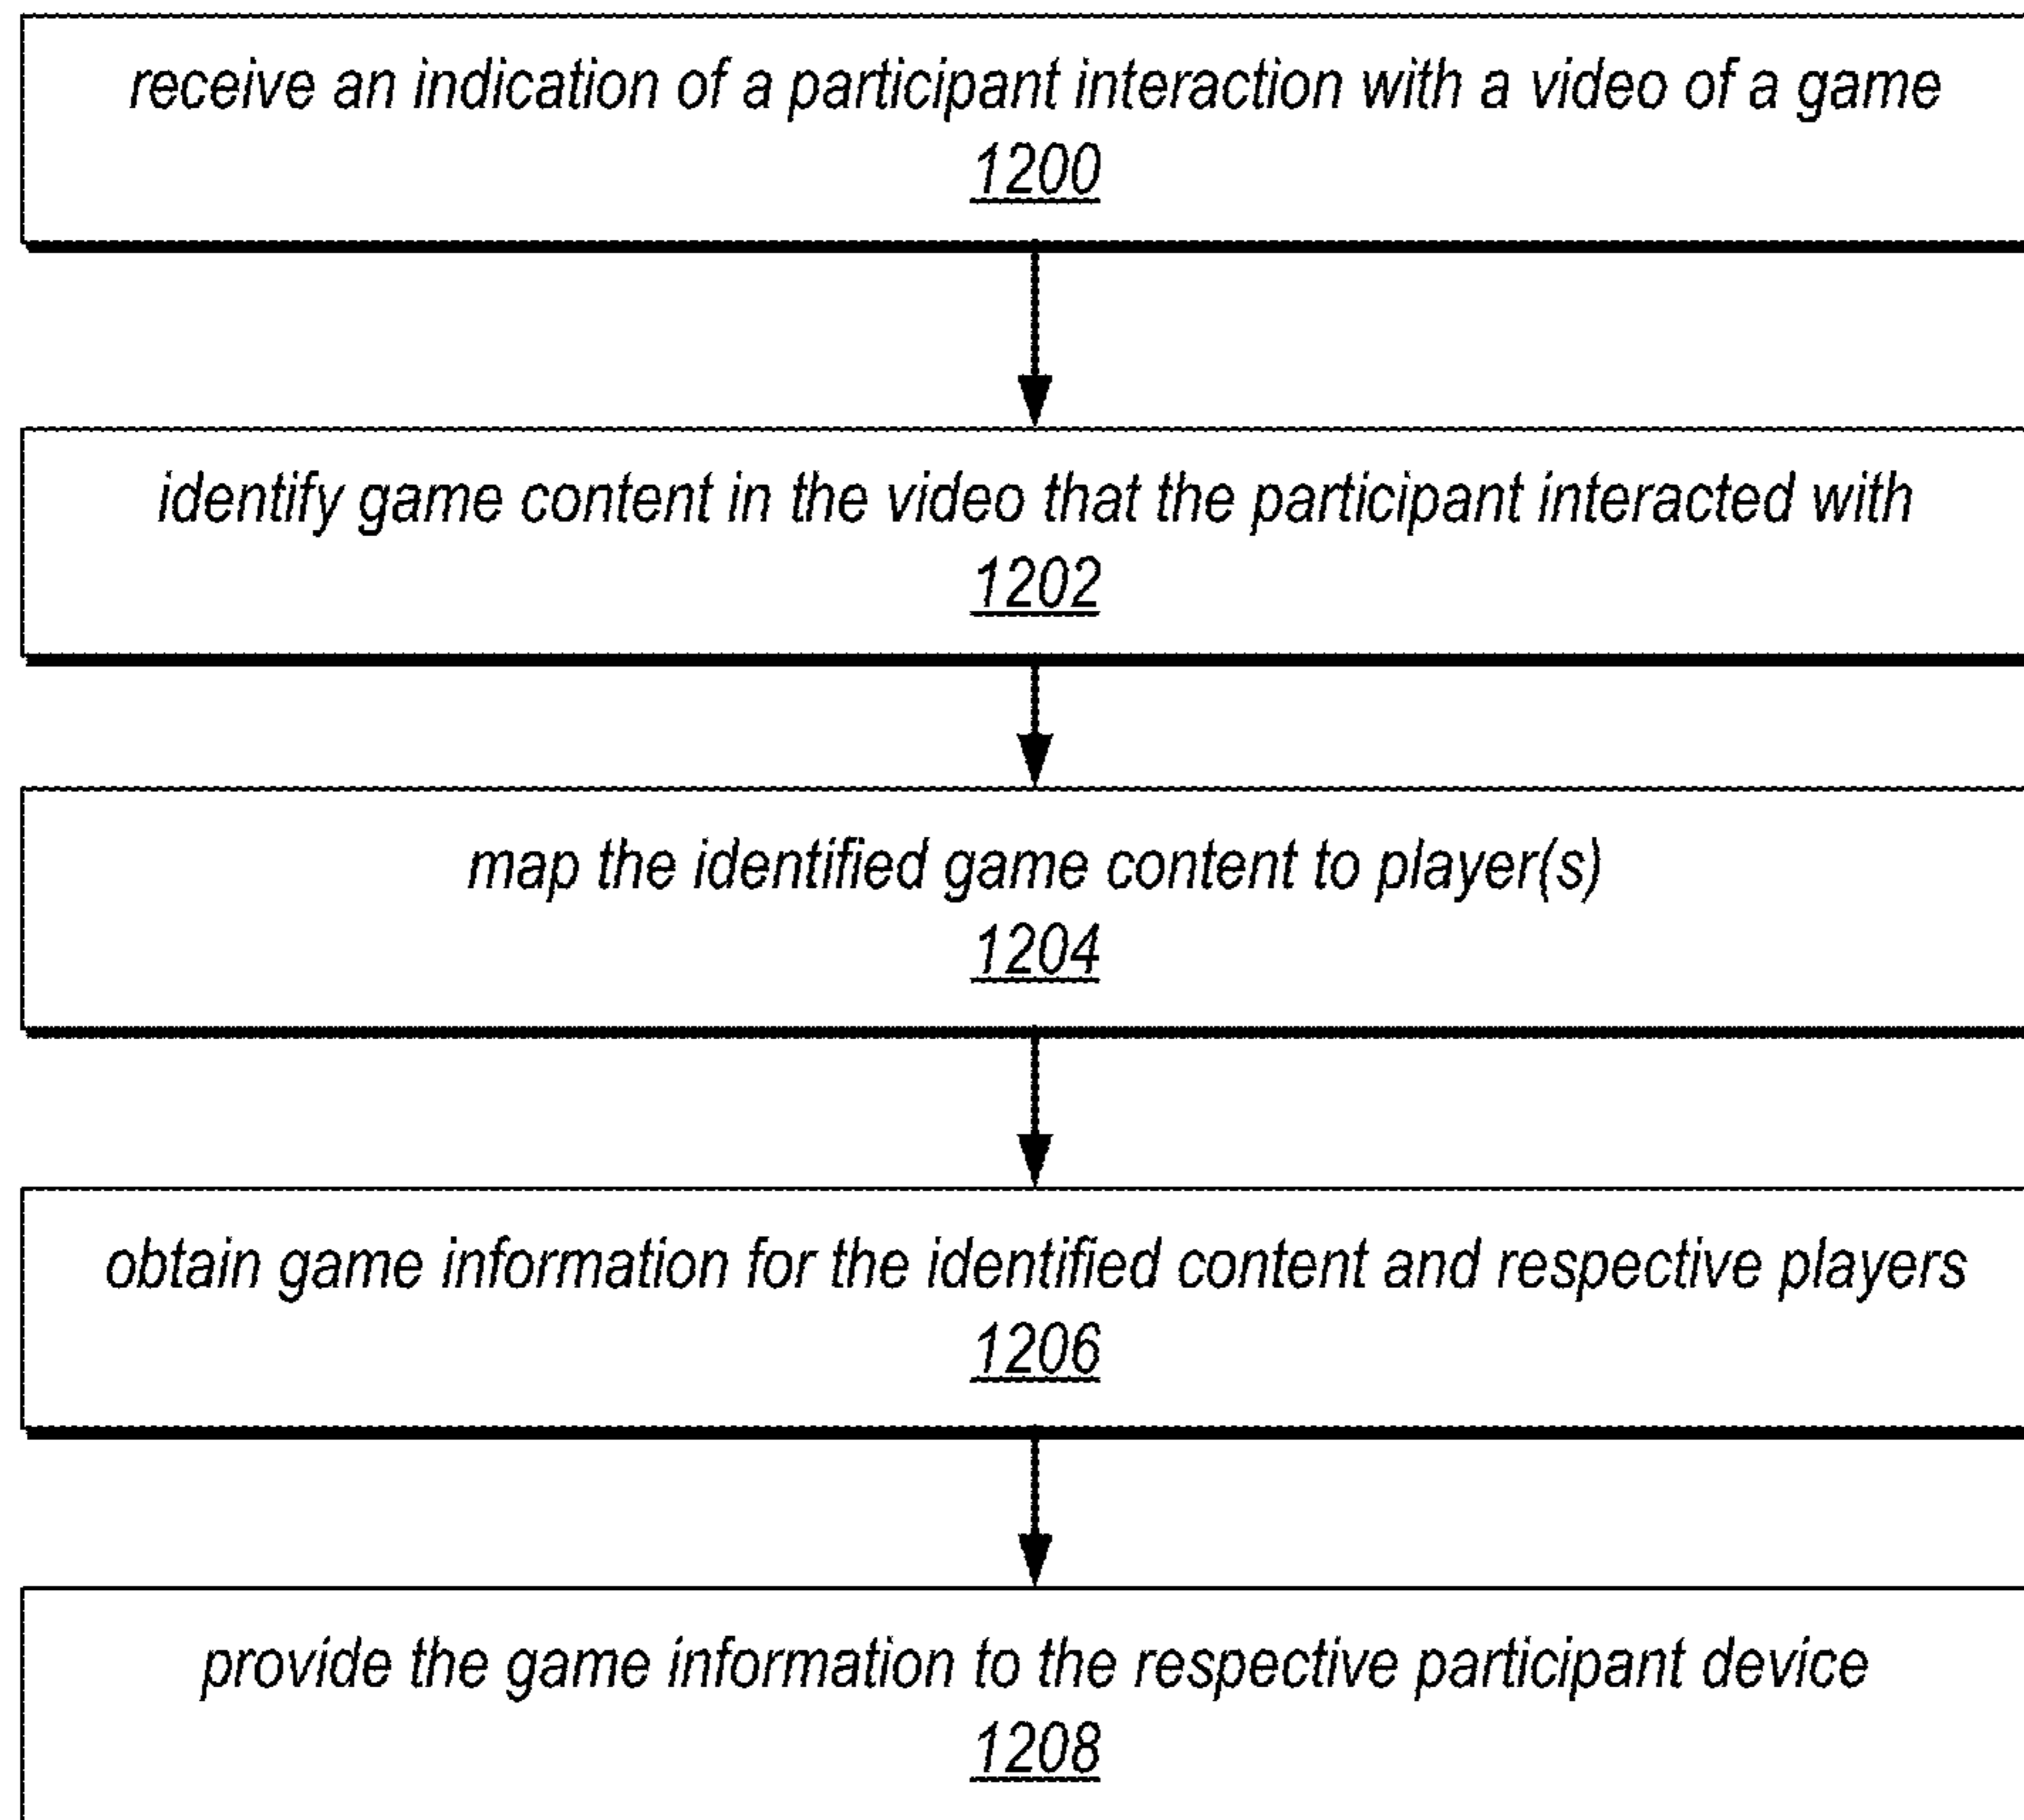 receive an indication of a participant interaction with a video of a game
1200
identify game content in the video that the participant interacted with
1202
map the identified game content to player(s)
1204
obtain game information for the identified content and respective players
1206
provide the game information to the respective participant device
1208